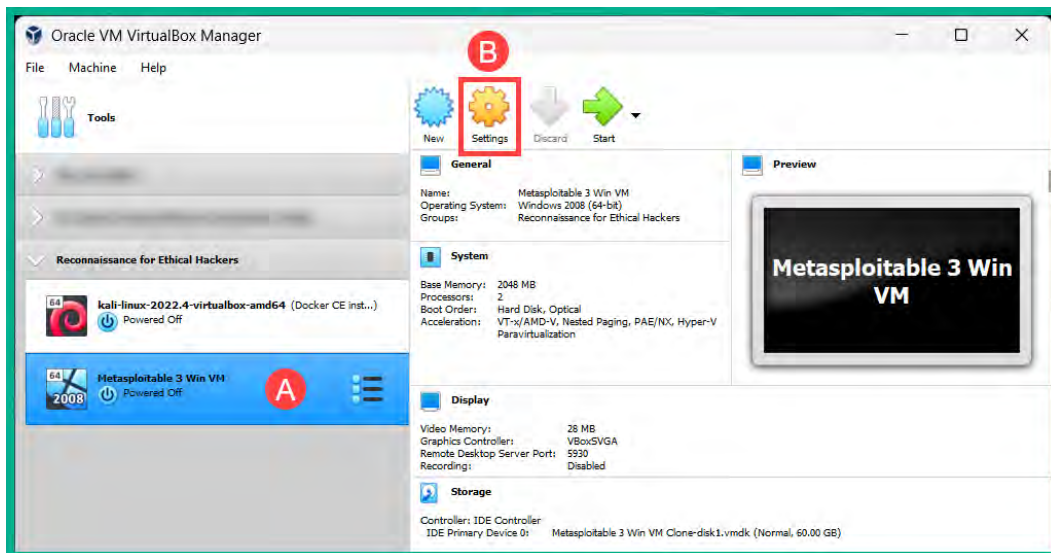 Oracle VM VirtualBox Manager
B
File Machine Help
Tools
New Settings Discard Start
General
Name: Metasploitable 3 Win VM
Operating System: Windows 2008 (64-bit)
Groups: Reconnaissance for Ethical Hackers
Preview
Metasploitable 3 Win
VM
Reconnaissance for Ethical Hackers
System
Base Memory: 2048 MB
Processors: 2
Boot Order: Hard Disk, Optical
Acceleration: VT-x/AMD-V, Nested Paging, PAE/NX, Hyper-V
Paravirtualization
64
kali-linux-2022.4-virtualbox-amd64 (Docker CE inst...)
Powered Off
64
2008
Metasploitable 3 Win VM
Powered Off
A
Display
Video Memory: 28 MB
Graphics Controller: VBoxSVGA
Remote Desktop Server Port: 5930
Recording: Disabled
Storage
Controller: IDE Controller
IDE Primary Device 0: Metasploitable 3 Win VM Clone-disk1.vmdk (Normal, 60.00 GB)